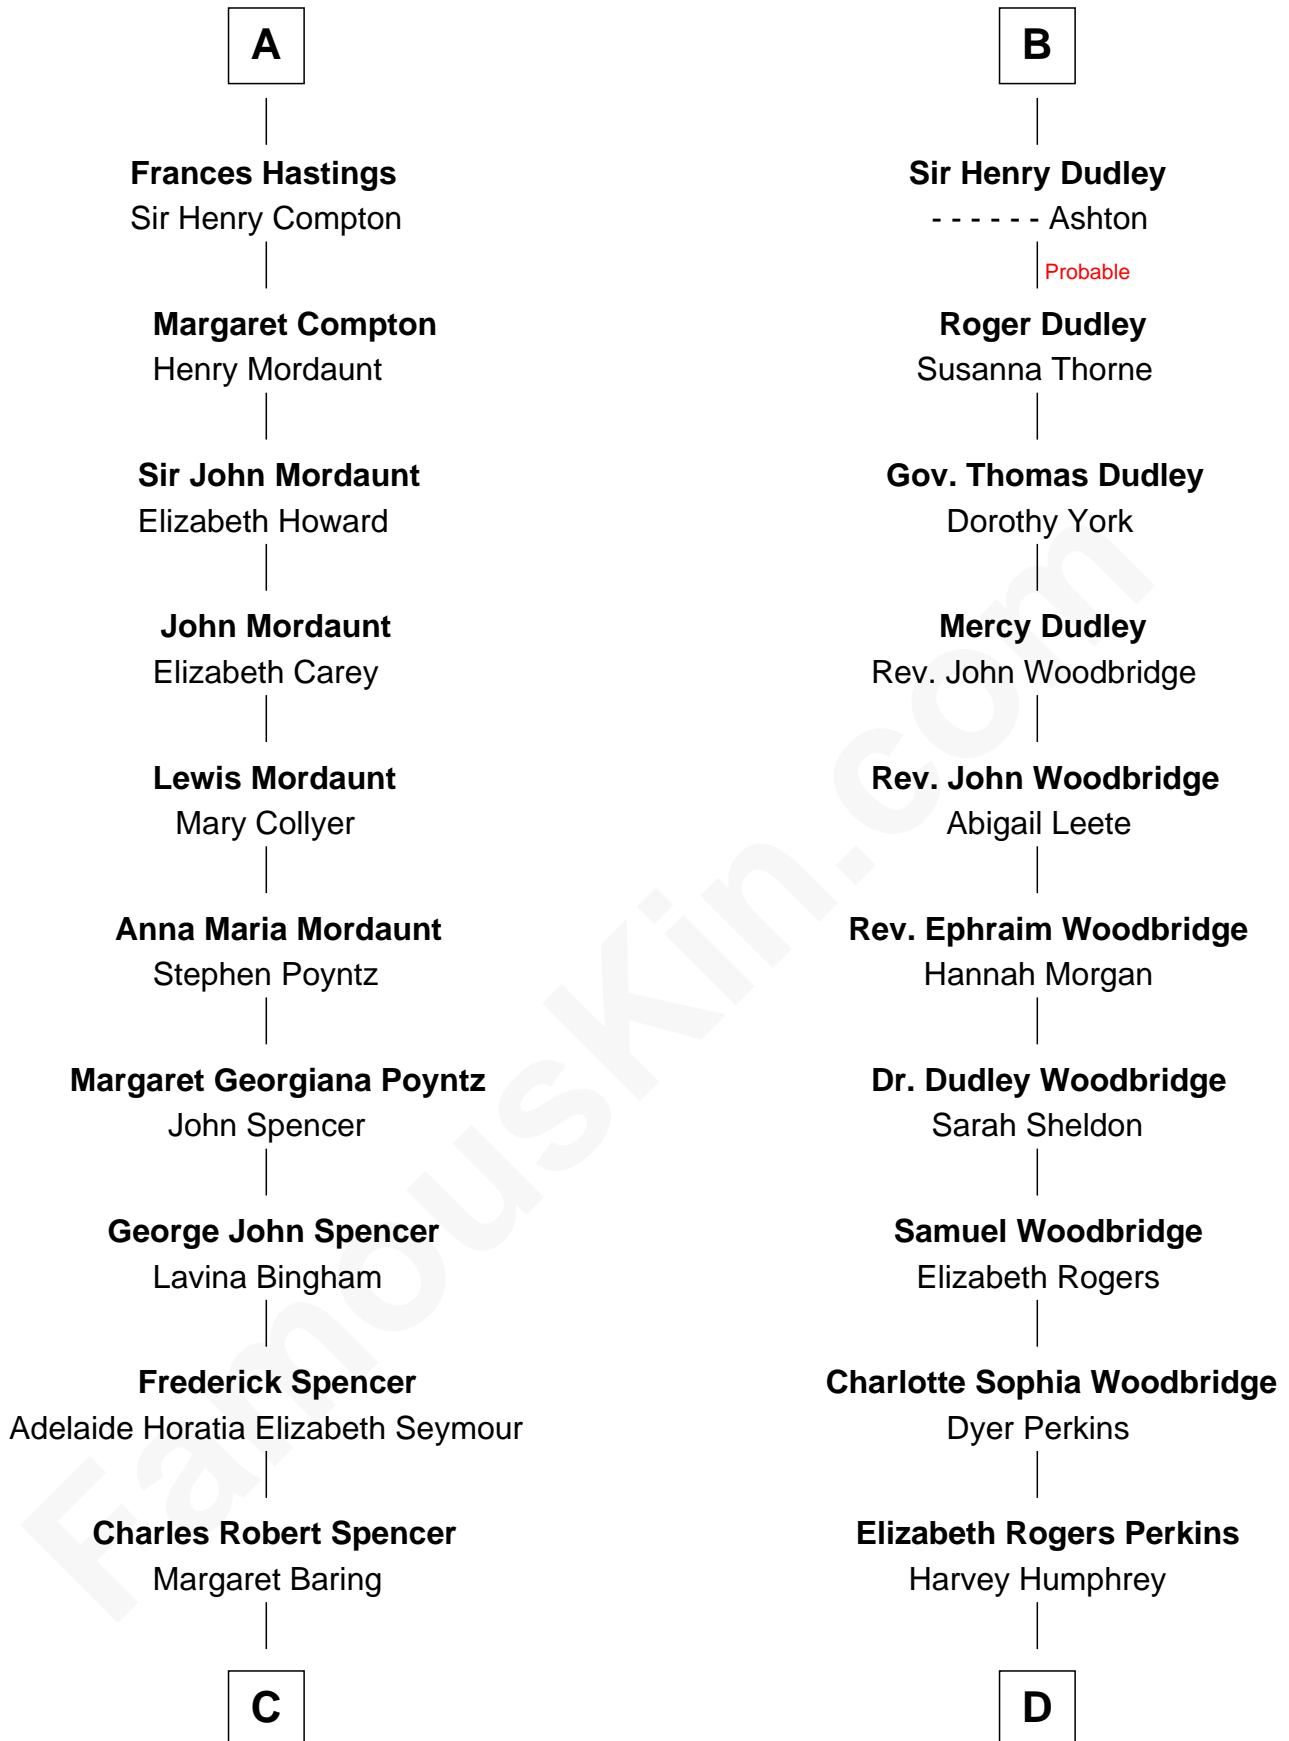 A
Frances Hastings
Sir Henry Compton
Margaret Compton
Henry Mordaunt
Sir John Mordaunt
Elizabeth Howard
John Mordaunt
Elizabeth Carey
Lewis Mordaunt
Mary Collyer
Anna Maria Mordaunt
Stephen Poyntz
Margaret Georgiana Poyntz
John Spencer
George John Spencer
Lavina Bingham
Frederick Spencer
Adelaide Horatia Elizabeth Seymour
Charles Robert Spencer
Margaret Baring
C
B
Sir Henry Dudley
- - - - - - Ashton
Probable
Roger Dudley
Susanna Thorne
Gov. Thomas Dudley
Dorothy York
Mercy Dudley
Rev. John Woodbridge
Rev. John Woodbridge
Abigail Leete
Rev. Ephraim Woodbridge
Hannah Morgan
Dr. Dudley Woodbridge
Sarah Sheldon
Samuel Woodbridge
Elizabeth Rogers
Charlotte Sophia Woodbridge
Dyer Perkins
Elizabeth Rogers Perkins
Harvey Humphrey
D
FamousKin.com